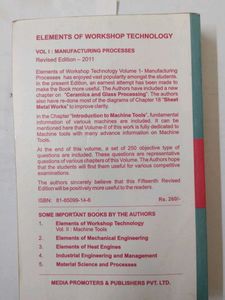 ELEMENTS OF WORKSHOP TECHNOLOGY
VOL I : MANUFACTURING PROCESSES
Revised Edition – 2011
Elements of Workshop Technology Volume 1- Manufacturing
Processes has enjoyed vast popularity amongst the students.
In the present Edition, an earnest attempt has been made to
make the Book more useful. The Authors have included a new
chapter on "Ceramics and Glass Processing". The authors
also have re-done most of the diagrams of Chapter 18 "Sheet
Metal Works" to improve clarity.
In the Chapter "Introduction to Machine Tools", fundamental
information of various machines are included. It can be
mentioned here that Volume-II of this work is fully dedicated to
Machine tools with many advance information on Machine
Tools.
At the end of this volume, a set of 250 objective type of
questions are included. These questions are representative
questions of various chapters of this Volume. The Authors hope
that the students will find them useful for various competitive
examinations.
The authors sincerely believe that this Fifteenth Revised
Edition will be positively more useful to the readers.
ISBN: 81-85099-14-6
Rs. 260/-
SOME IMPORTANT BOOKS BY THE AUTHORS
1. Elements of Workshop Technology
Vol. II : Machine Tools
2. Elements of Mechanical Engineering
3. Elements of Heat Engines
4. Industrial Engineering and Management
5. Material Science and Processes
MEDIA PROMOTERS & PUBLISHERS PVT. LTD.